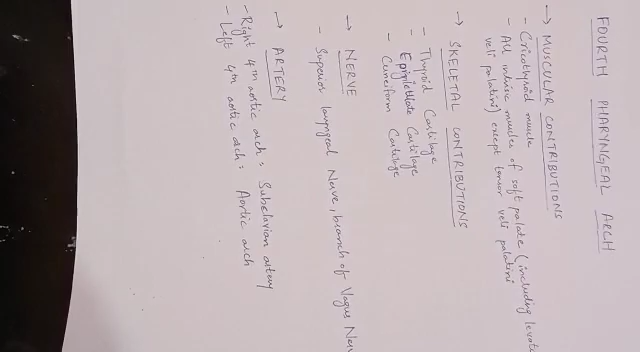 FOURTH PHARYNGEAL ARCH
→ MUSCULAR CONTRIBUTIONS
- Cricothyroid muscle
- All intrinsic muscles of soft palate (including levator
veli palatini) except tensor veli palatini
→ SKELETAL CONTRIBUTIONS
- Thyroid Cartilage
- Epiglottic Cartilage
- Cuneiform Cartilage
→ NERVE
- Superior laryngeal Nerve, branch of Vagus Nerve
→ ARTERY
- Right 4th aortic arch: Subclavian artery
- Left 4th aortic arch: Aortic arch